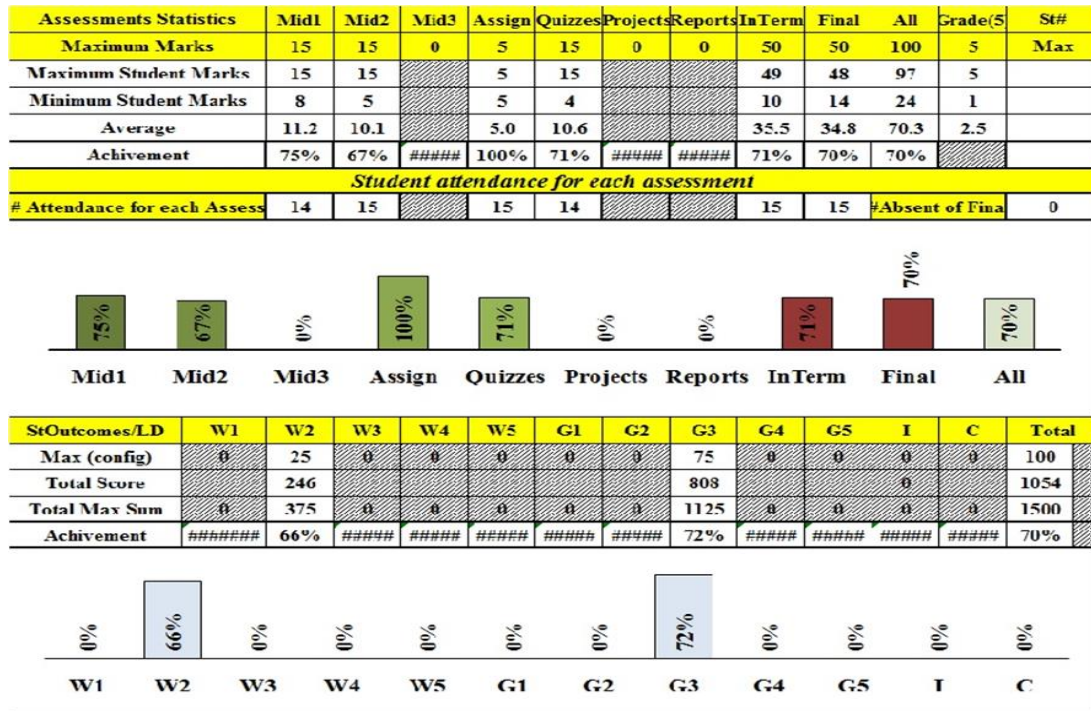 Assessments Statistics Mid1 Mid2 Mid3 Assign Quizzes Projects Reports InTerm Final All Grade(5 St#
Maximum Marks 15 15 0 5 15 0 0 50 50 100 5 Max
Maximum Student Marks 15 15 5 15 49 48 97 5
Minimum Student Marks 8 5 5 4 10 14 24 1
Average 11.2 10.1 5.0 10.6 35.5 34.8 70.3 2.5
Achivement 75% 67% ##### 100% 71% ##### ##### 71% 70% 70%
Student attendance for each assessment
# Attendance for each Assess 14 15 15 14 15 15 #Absent of Fina 0
75% 67% 0% 100% 71% 0% 0% 71% 70% 70%
Mid1 Mid2 Mid3 Assign Quizzes Projects Reports InTerm Final All
StOutcomes/LD W1 W2 W3 W4 W5 G1 G2 G3 G4 G5 I C Total
Max (config) 0 25 0 0 0 0 0 75 0 0 0 0 100
Total Score 246 808 0 1054
Total Max Sum 0 375 0 0 0 0 0 1125 0 0 0 0 1500
Achivement ####### 66% ##### ##### ##### ##### ##### 72% ##### ##### ##### ##### 70%
0% 66% 0% 0% 0% 0% 0% 72% 0% 0% 0% 0%
W1 W2 W3 W4 W5 G1 G2 G3 G4 G5 I C